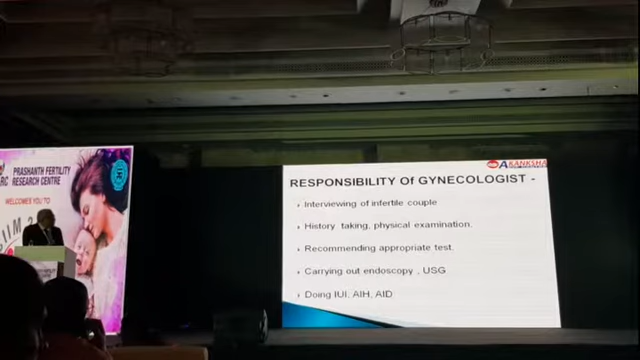 PRASHANTH FERTILITY
RESEARCH CENTRE
WELCOMES YOU TO
AKANKSHA
RESPONSIBILITY OF GYNECOLOGIST -
Interviewing of infertile couple
History taking, physical examination.
Recommending appropriate test.
Carrying out endoscopy , USG
Doing IUI, AIH, AID